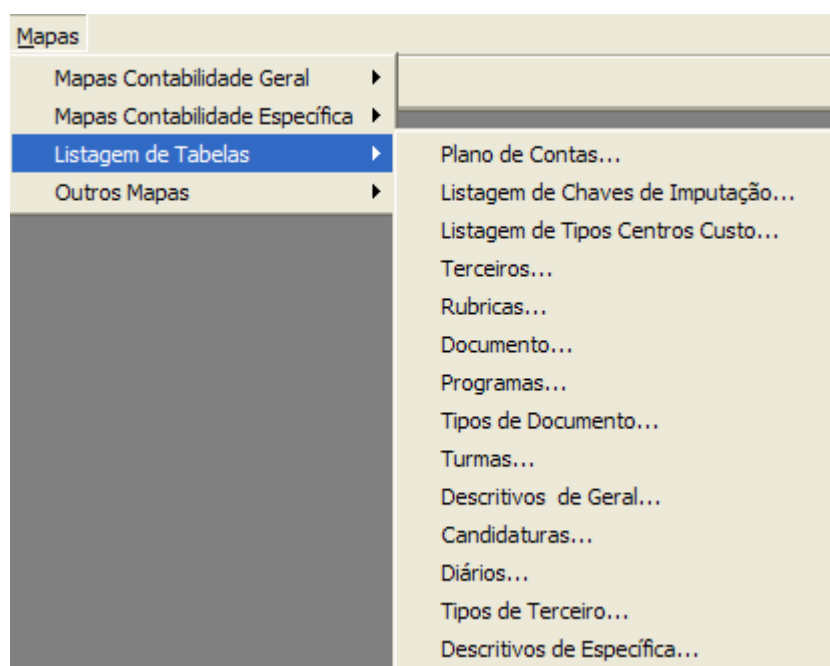 Mapas
Mapas Contabilidade Geral
Mapas Contabilidade Específica
Listagem de Tabelas
Outros Mapas
Plano de Contas...
Listagem de Chaves de Imputação...
Listagem de Tipos Centros Custo...
Terceiros...
Rubricas...
Documento...
Programas...
Tipos de Documento...
Turmas...
Descritivos  de Geral...
Candidaturas...
Diários...
Tipos de Terceiro...
Descritivos de Específica...